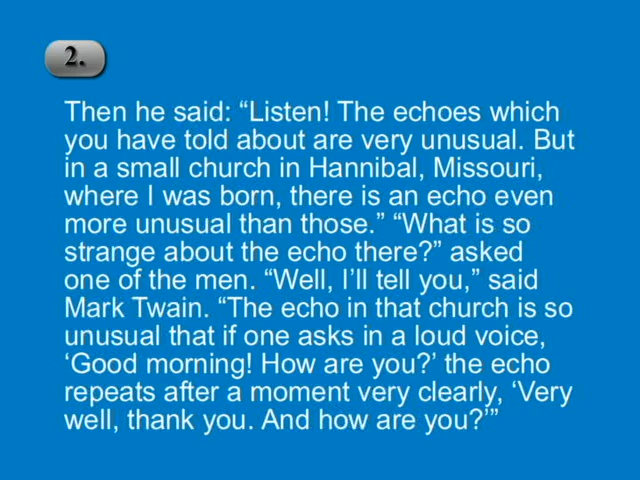 2.
Then he said: “Listen! The echoes which
you have told about are very unusual. But
in a small church in Hannibal, Missouri,
where I was born, there is an echo even
more unusual than those.” “What is so
strange about the echo there?” asked
one of the men. “Well, I’ll tell you,” said
Mark Twain. “The echo in that church is so
unusual that if one asks in a loud voice,
‘Good morning! How are you?’ the echo
repeats after a moment very clearly, ‘Very
well, thank you. And how are you?’”